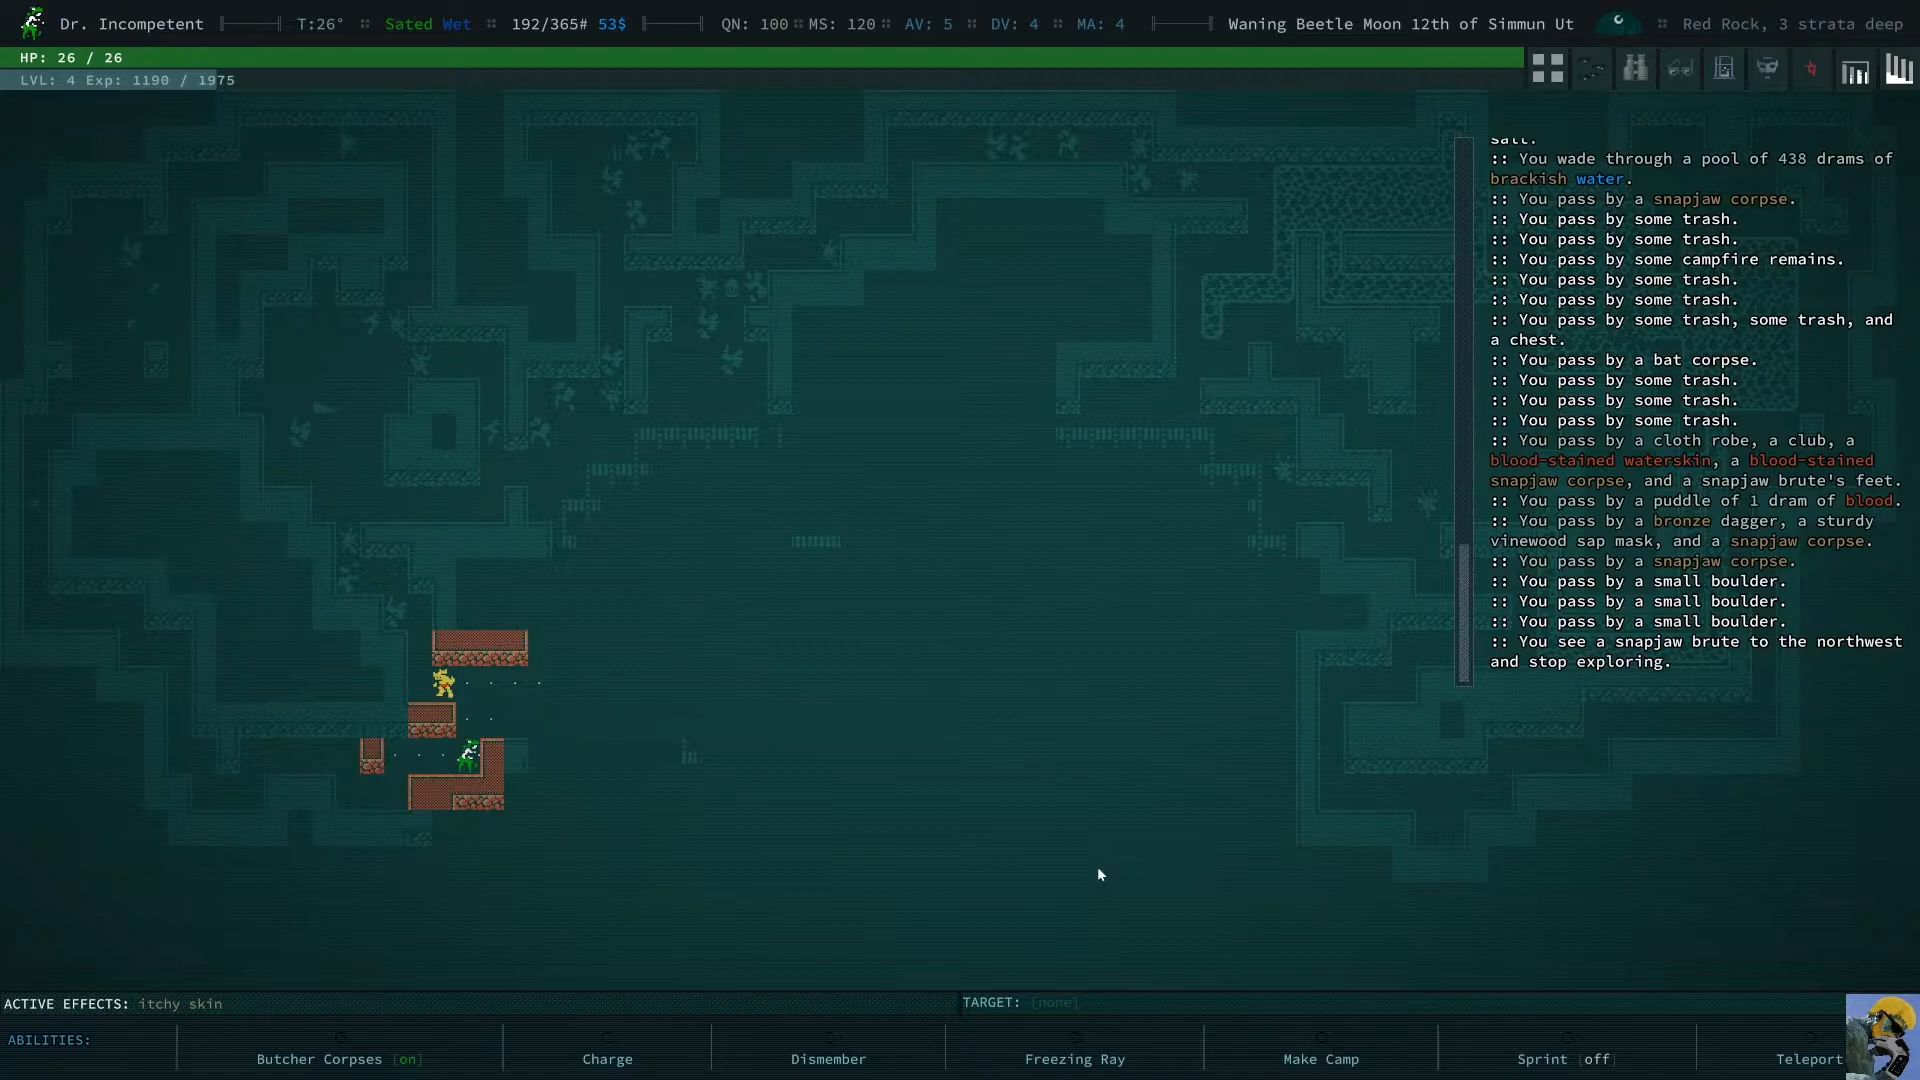 Dr. Incompetent T:26° Sated Wet 192/365# 53$ QN: 100 MS: 120 AV: 5 DV: 4 MA: 4 Waning Beetle Moon 12th of Simmun Ut Red Rock, 3 strata deep
HP: 26 / 26
LVL: 4 Exp: 1190 / 1975
salt.
:: You wade through a pool of 438 drams of
brackish water.
:: You pass by a snapjaw corpse.
:: You pass by some trash.
:: You pass by some trash.
:: You pass by some campfire remains.
:: You pass by some trash.
:: You pass by some trash.
:: You pass by some trash, some trash, and
a chest.
:: You pass by a bat corpse.
:: You pass by some trash.
:: You pass by some trash.
:: You pass by some trash.
:: You pass by a cloth robe, a club, a
blood-stained waterskin, a blood-stained
snapjaw corpse, and a snapjaw brute's feet.
:: You pass by a puddle of 1 dram of blood.
:: You pass by a bronze dagger, a sturdy
vinewood sap mask, and a snapjaw corpse.
:: You pass by a snapjaw corpse.
:: You pass by a small boulder.
:: You pass by a small boulder.
:: You pass by a small boulder.
:: You see a snapjaw brute to the northwest
and stop exploring.
ACTIVE EFFECTS: itchy skin TARGET: [none]
ABILITIES: Butcher Corpses [on] Charge Dismember Freezing Ray Make Camp Sprint [off] Teleport